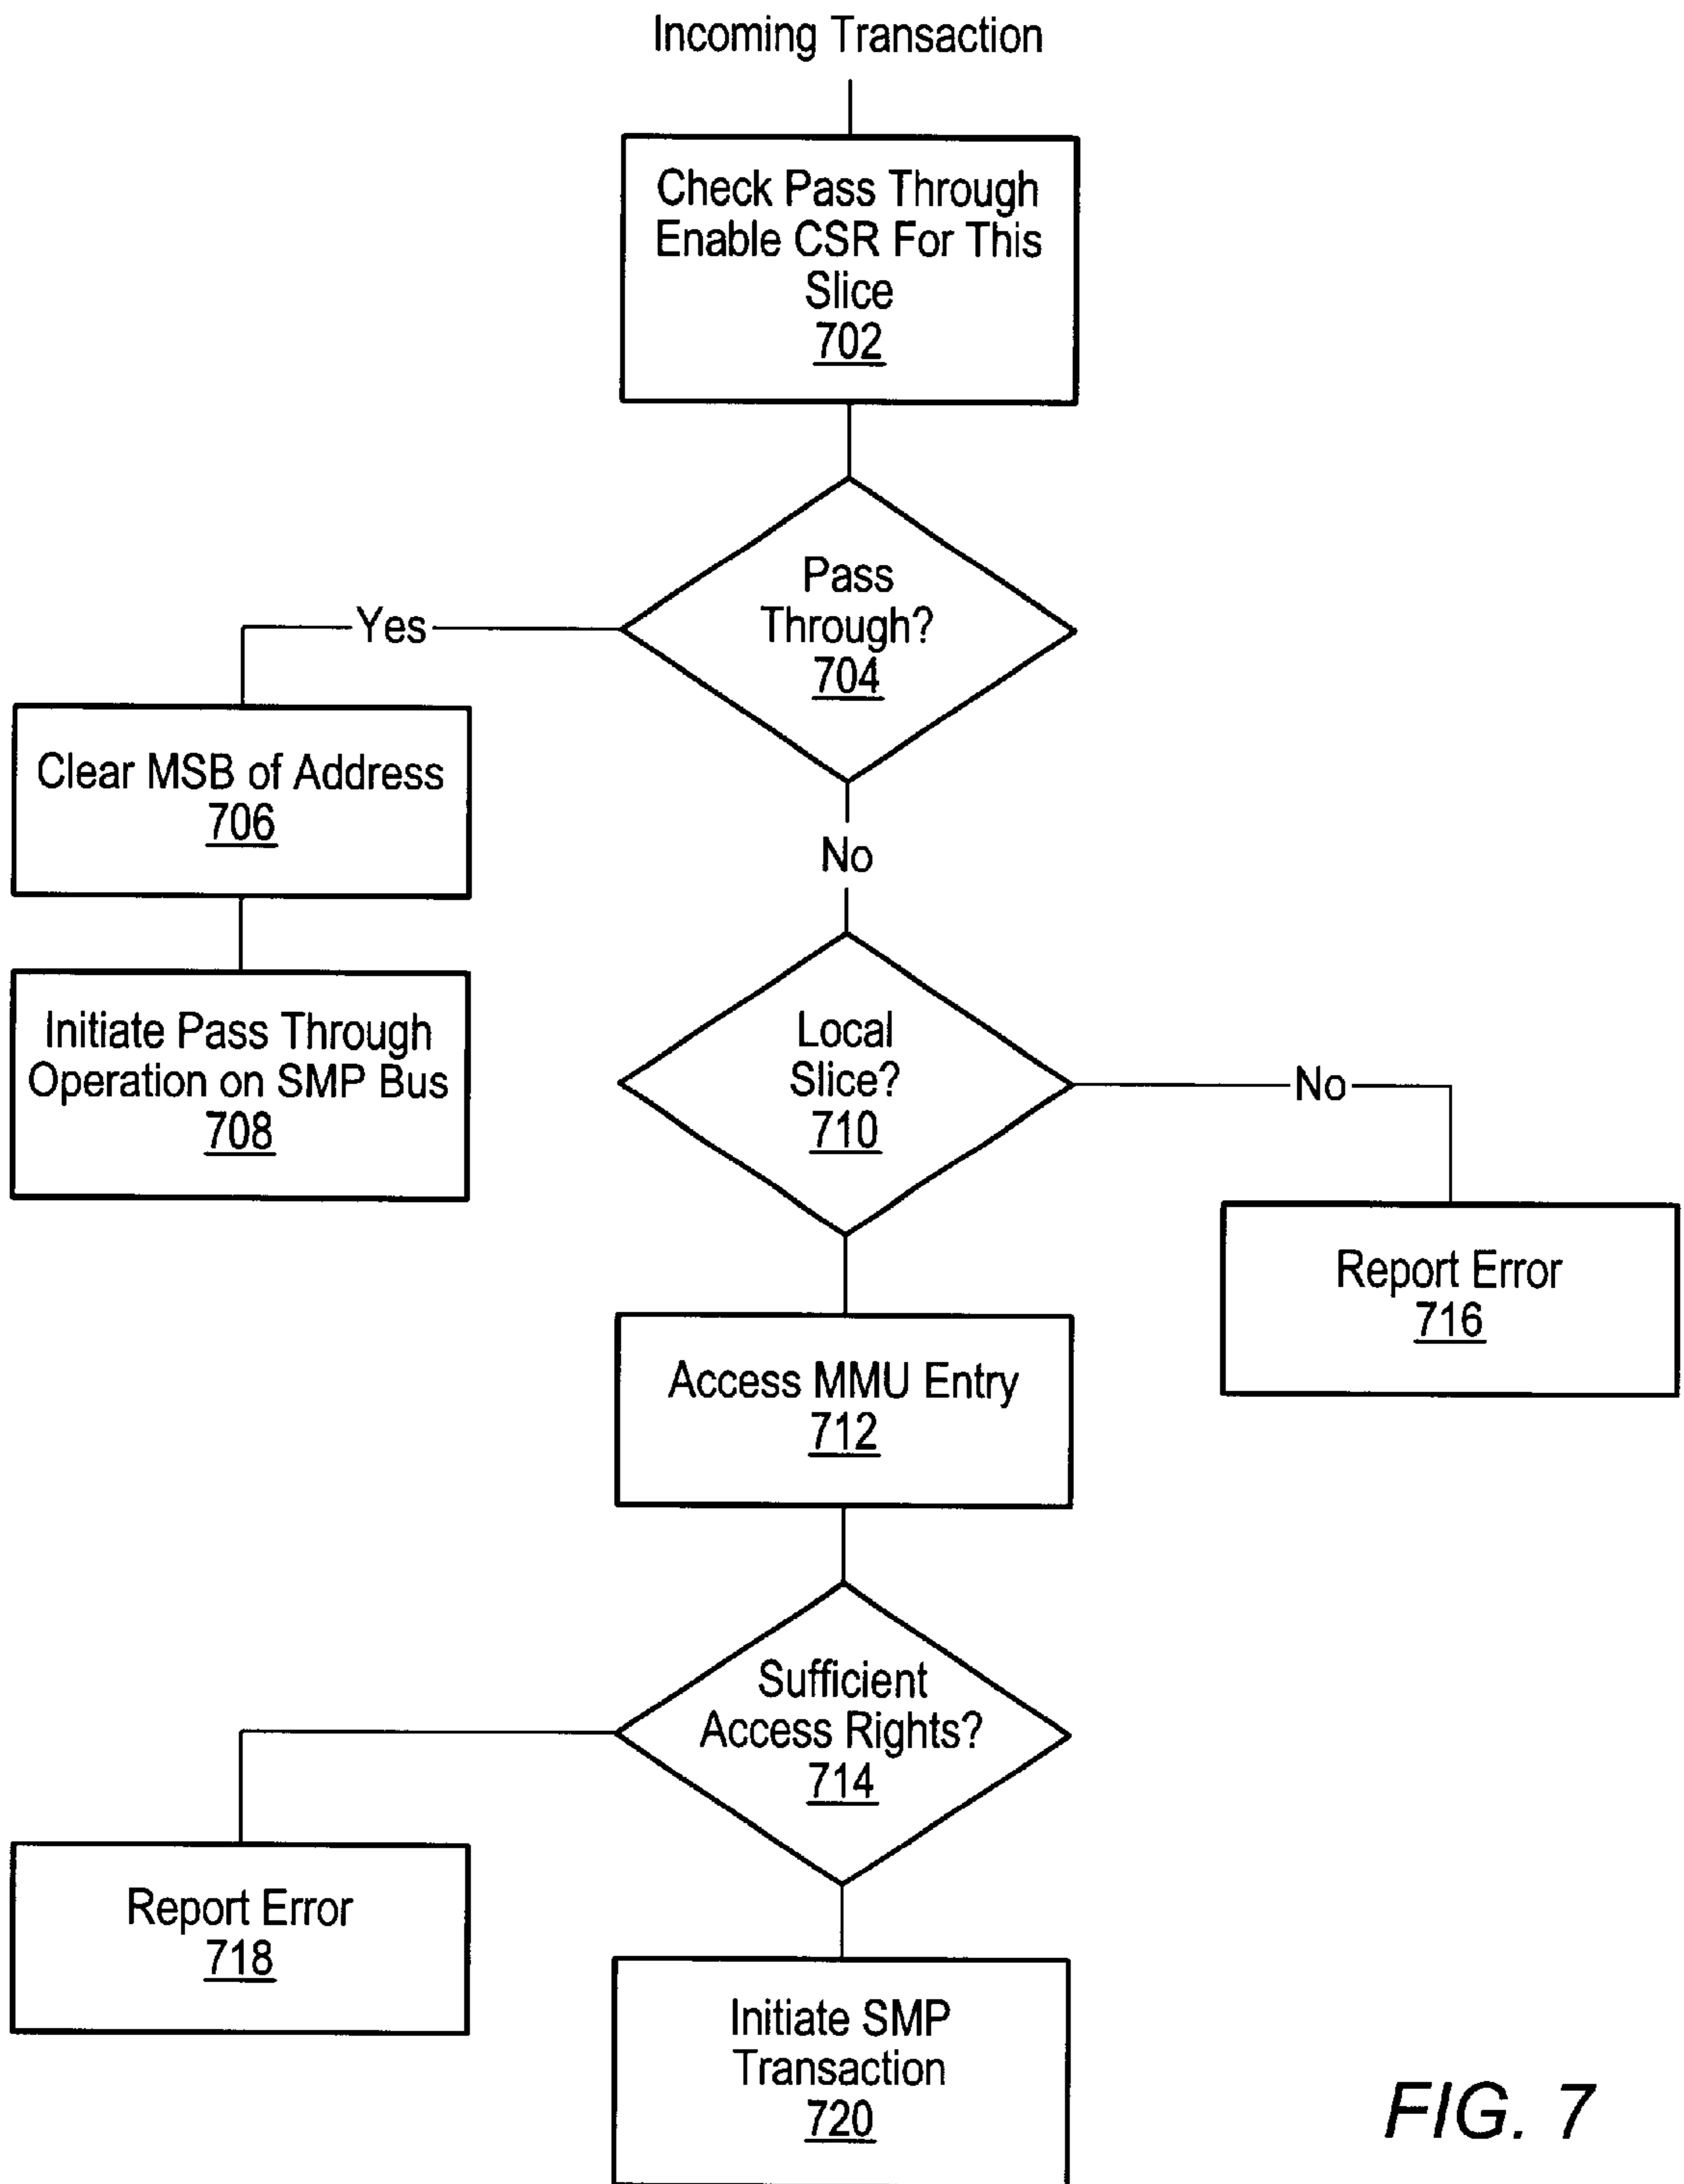 Incoming Transaction
Check Pass Through
Enable CSR For This
Slice
702
Pass
Through?
704
Yes
Clear MSB of Address
706
No
Initiate Pass Through
Operation on SMP Bus
708
Local
Slice?
710
No
Report Error
716
Access MMU Entry
712
Sufficient
Access Rights?
714
Report Error
718
Initiate SMP
Transaction
720
FIG. 7